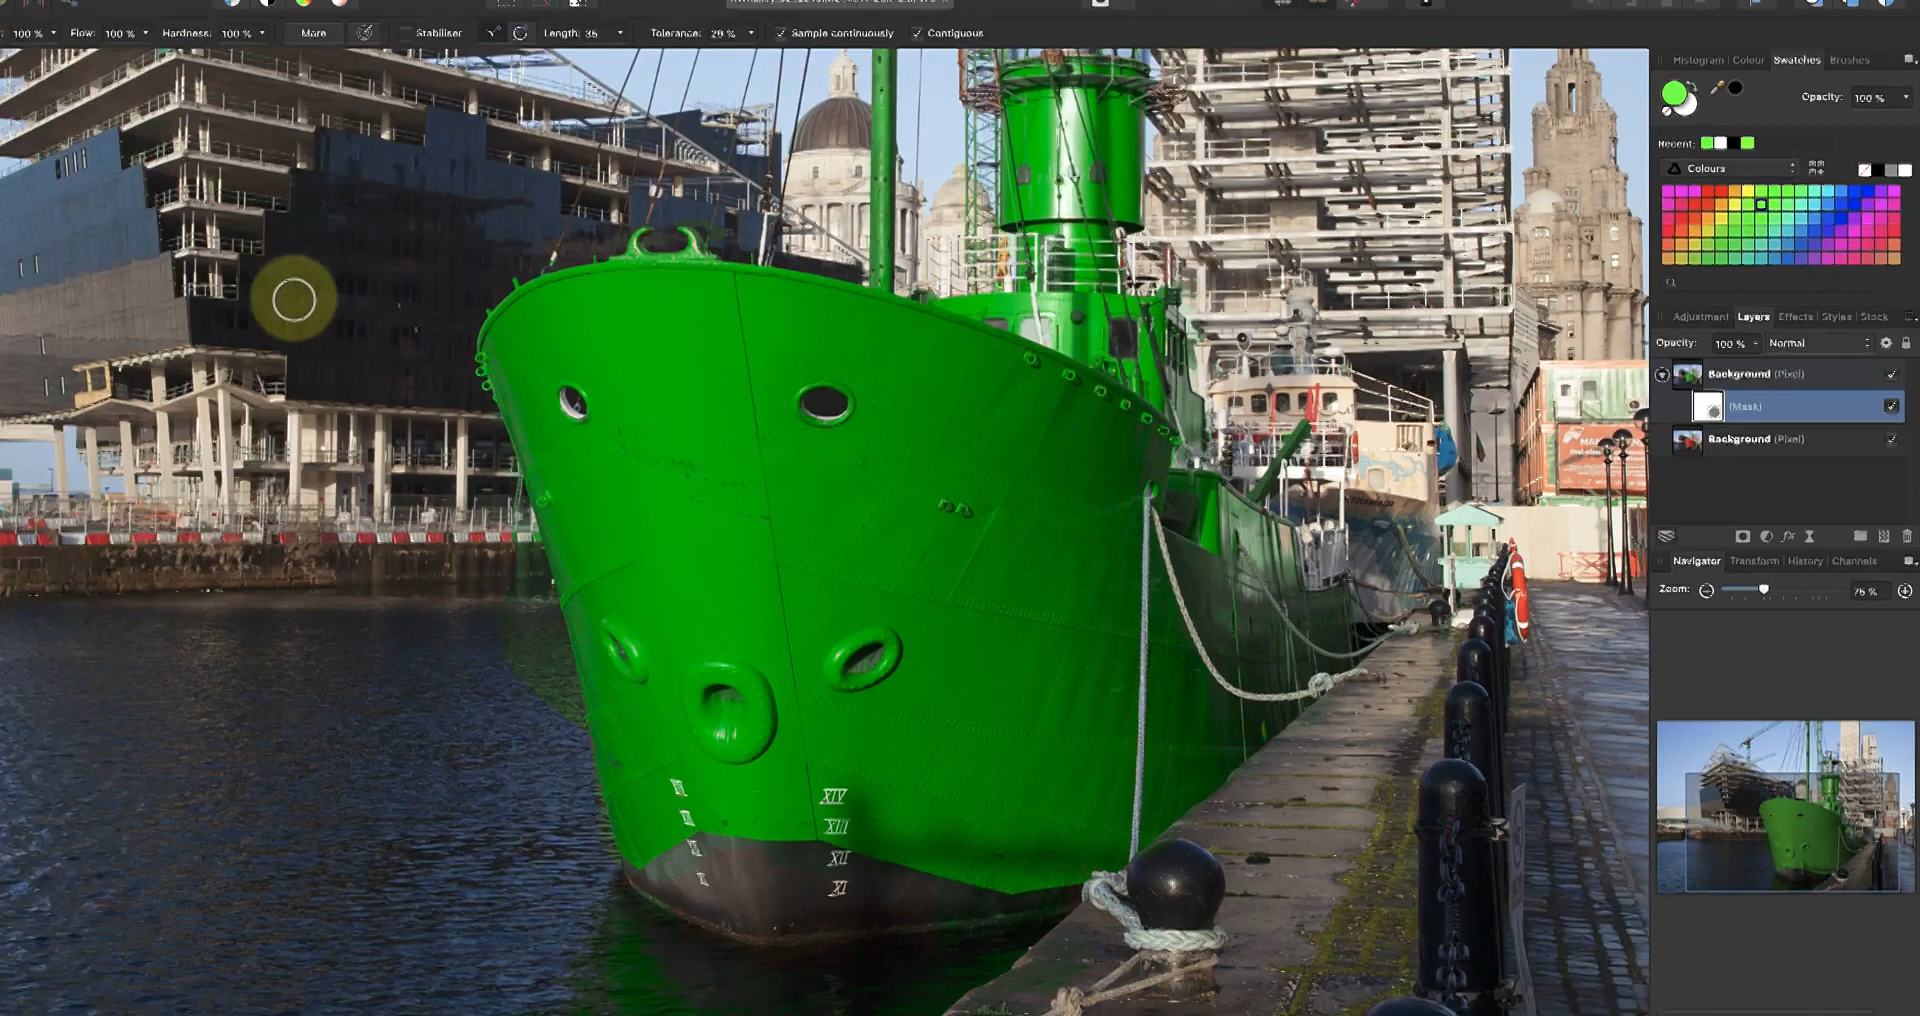 100 % Flow: 100 % Hardness: 100 % More Stabiliser Length: 35 Tolerance: 28 % Sample continuously Contiguous
Histogram Colour Swatches Brushes
Opacity: 100 %
Recent:
Colours
Adjustment Layers Effects Styles Stock
Opacity: 100 % Normal
Background (Pixel)
(Mask)
Background (Pixel)
Navigator Transform History Channels
Zoom: 76 %
XIV
XIII
XII
XI